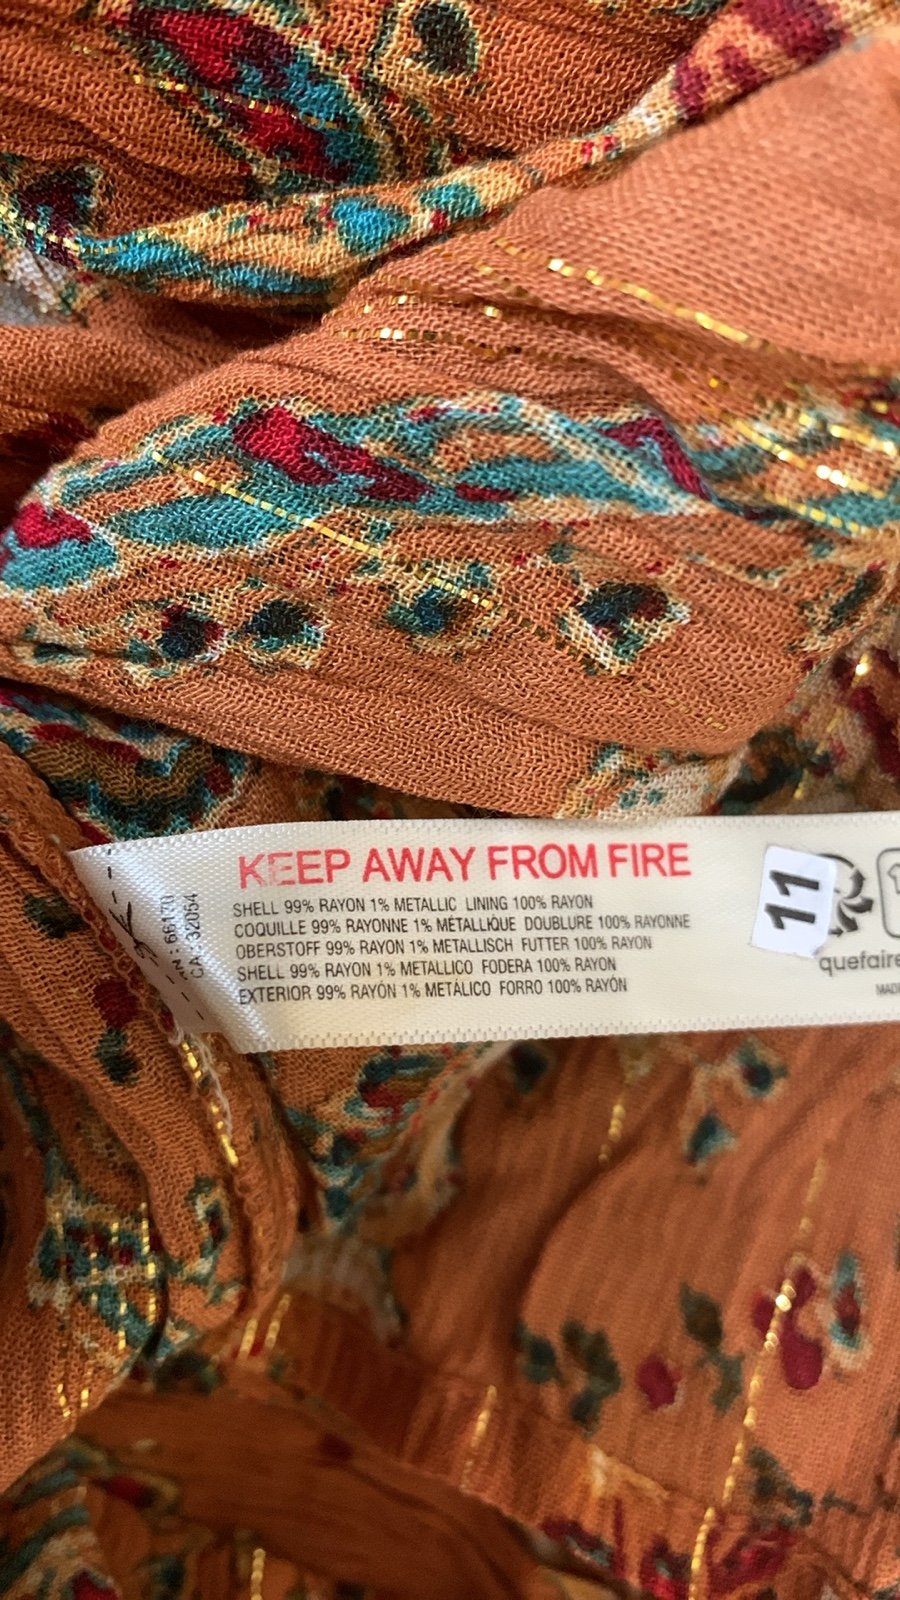 KEEP AWAY FROM FIRE
SHELL 99% RAYON 1% METALLIC LINING 100% RAYON
COQUILLE 99% RAYONNE 1% MÉTALLIQUE DOUBLURE 100% RAYONNE
OBERSTOFF 99% RAYON 1% METALLISCH FUTTER 100% RAYON
SHELL 99% RAYON 1% METALLICO FODERA 100% RAYON
EXTERIOR 99% RAYÓN 1% METÁLICO FORRO 100% RAYÓN
11
quefaire
MADE